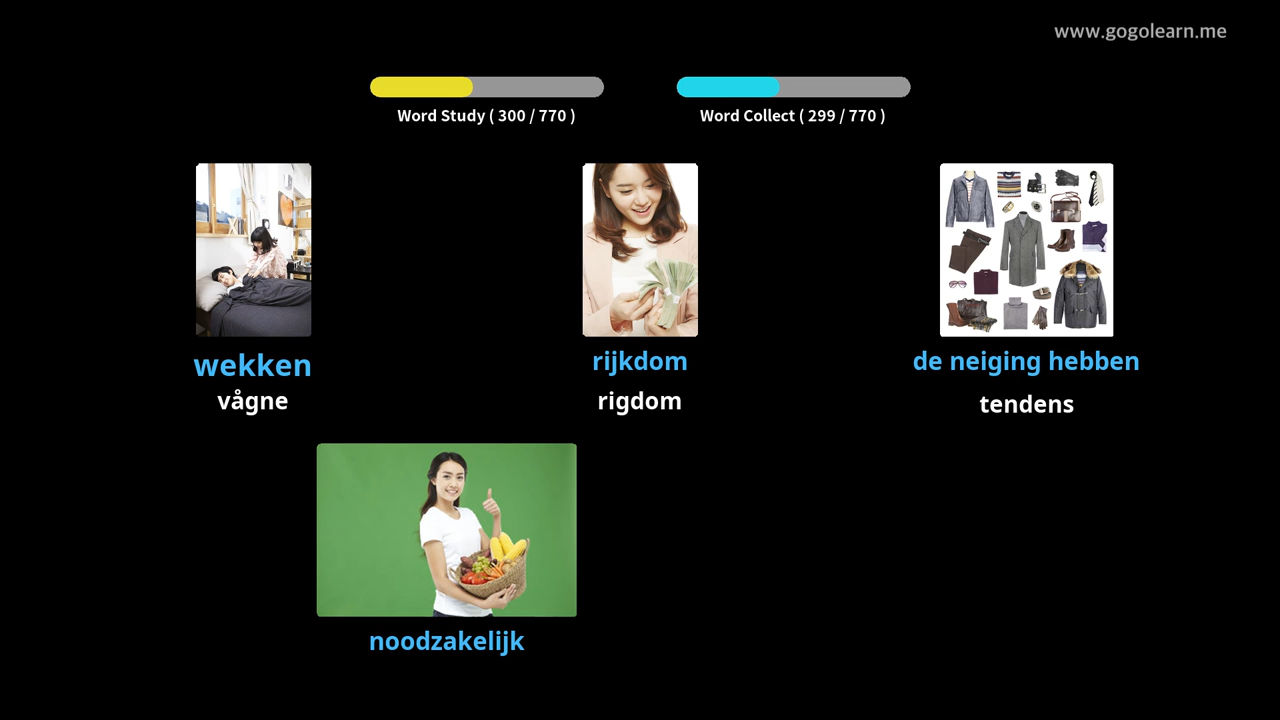 www.gogolearn.me
Word Study ( 300 / 770 )
Word Collect ( 299 / 770 )
wekken
vågne
rijkdom
rigdom
de neiging hebben
tendens
noodzakelijk